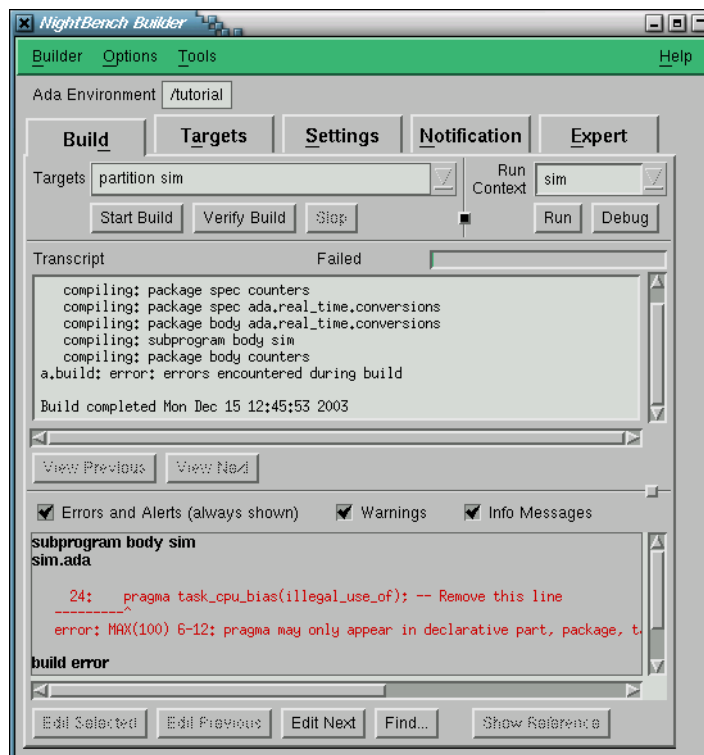 NightBench Builder
Builder Options Tools Help
Ada Environment /tutorial
Build Targets Settings Notification Expert
Targets partition sim Run Context sim
Start Build Verify Build Stop Run Debug
Transcript Failed
compiling: package spec counters
compiling: package spec ada.real_time.conversions
compiling: package body ada.real_time.conversions
compiling: subprogram body sim
compiling: package body counters
a.build: error: errors encountered during build
Build completed Mon Dec 15 12:45:53 2003
View Previous View Next
Errors and Alerts (always shown) Warnings Info Messages
subprogram body sim
sim.ada
24: pragma task_cpu_bias(illegal_use_of); -- Remove this line
---------^
error: MAX(100) 6-12: pragma may only appear in declarative part, package, t
build error
Edit Selected Edit Previous Edit Next Find... Show Reference